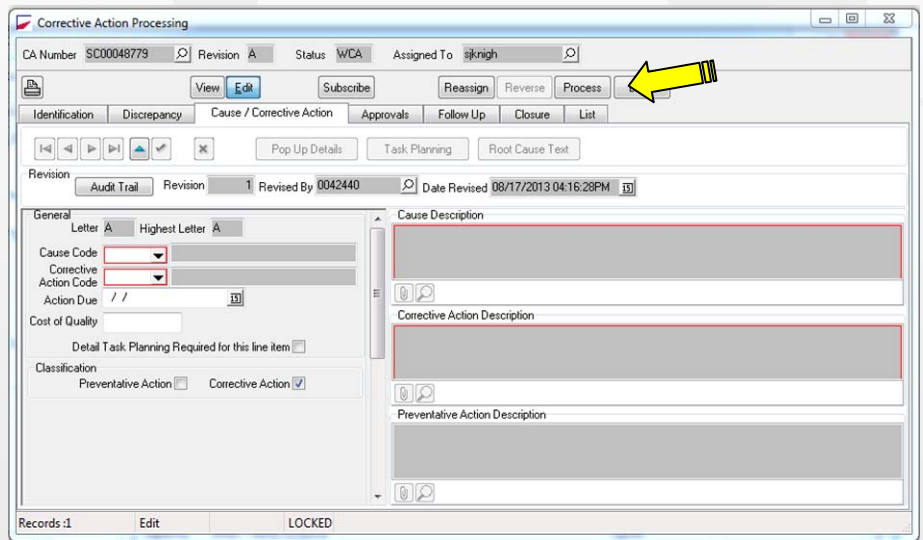 Corrective Action Processing
CA Number SC00048779 Revision A Status WCA Assigned To sjknigh
View Edit Subscribe Reassign Reverse Process
Identification Discrepancy Cause / Corrective Action Approvals Follow Up Closure List
Pop Up Details Task Planning Root Cause Text
Revision
Audit Trail Revision 1 Revised By 0042440 Date Revised 08/17/2013 04:16:28PM 15
General
Letter A Highest Letter A
Cause Code
Corrective
Action Code
Action Due / / 15
Cost of Quality
Detail Task Planning Required for this line item
Classification
Preventative Action Corrective Action
Cause Description
Corrective Action Description
Preventative Action Description
Records :1 Edit LOCKED